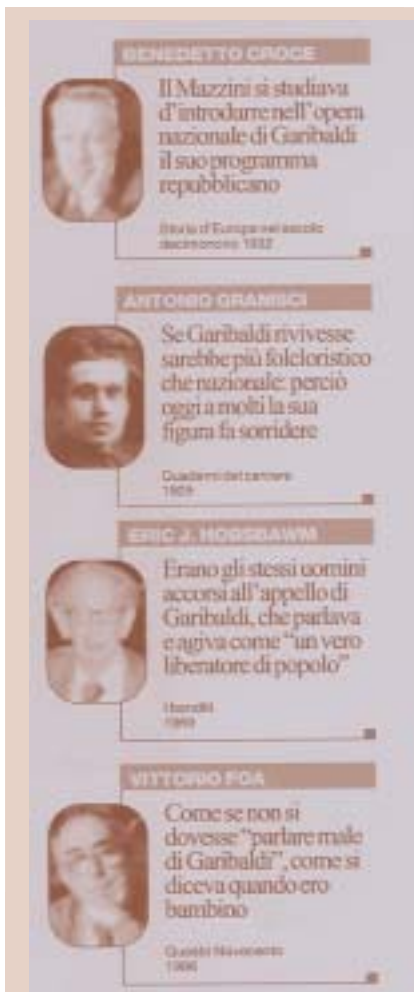 BENEDETTO CROCE
Il Mazzini si studiava
d'introdurre nell'opera
nazionale di Garibaldi
il suo programma
repubblicano
Storia d'Europa nel secolo
decimonono 1932
ANTONIO GRAMSCI
Se Garibaldi rivivesse
sarebbe più folcloristico
che nazionale: perciò
oggi a molti la sua
figura fa sorridere
Quaderni del carcere
ERIC J. HOBSBAWM
Erano gli stessi uomini
accorsi all'appello di
Garibaldi, che parlava
e agiva come "un vero
liberatore di popolo"
I banditi
1969
VITTORIO FOA
Come se non si
dovesse "parlare male
di Garibaldi", come si
diceva quando ero
bambino
Questo Novecento
1996